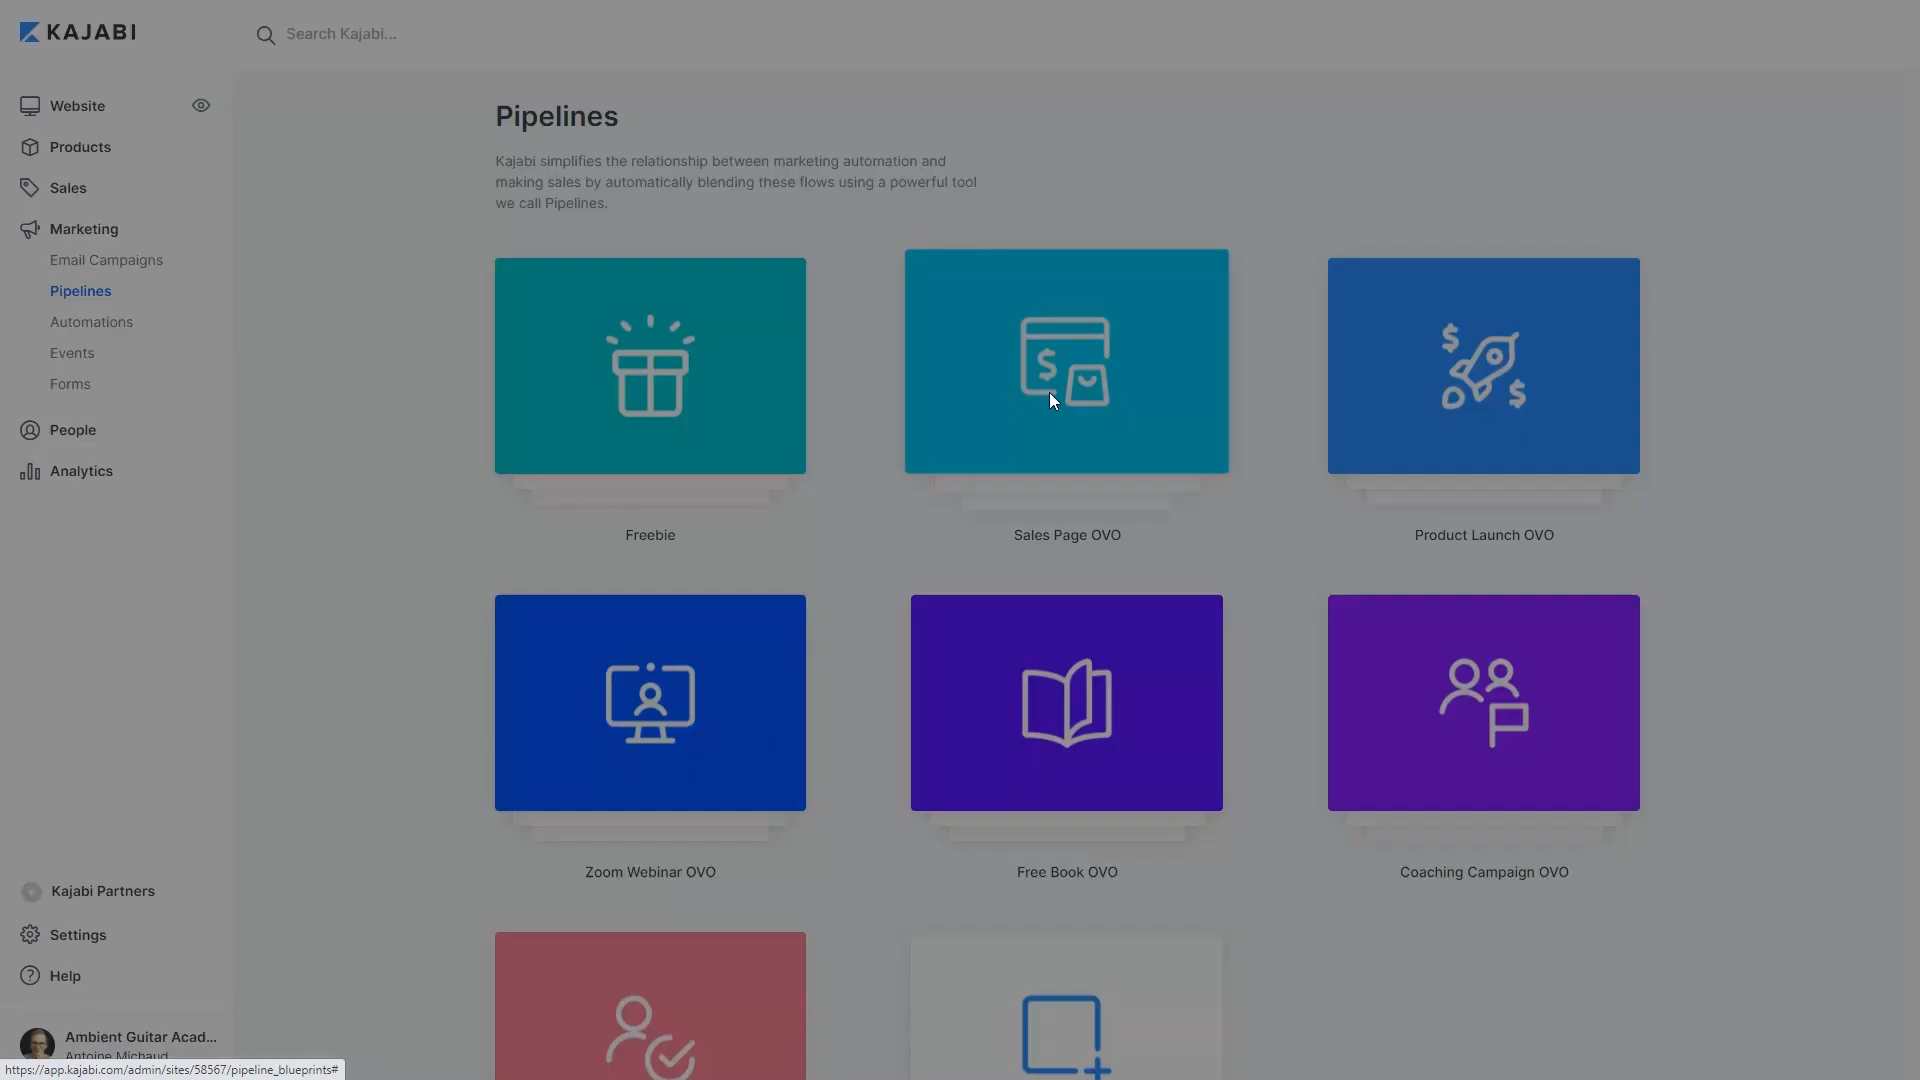 KAJABI
Search Kajabi...
Website
Products
Sales
Marketing
Email Campaigns
Pipelines
Automations
Events
Forms
People
Analytics
Kajabi Partners
Settings
Help
Ambient Guitar Acad...
Antoine Michaud
https://app.kajabi.com/admin/sites/58567/pipeline_blueprints#
Pipelines
Kajabi simplifies the relationship between marketing automation and
making sales by automatically blending these flows using a powerful tool
we call Pipelines.
Freebie
Sales Page OVO
Product Launch OVO
Zoom Webinar OVO
Free Book OVO
Coaching Campaign OVO